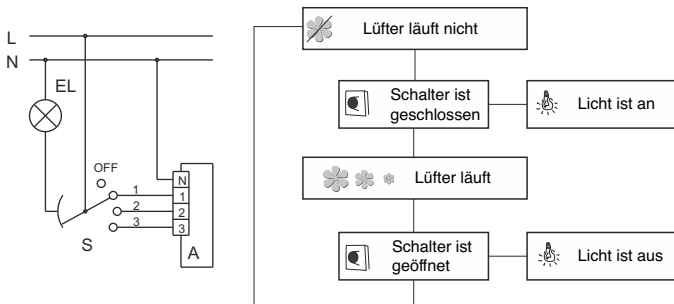 L
N
EL
OFF
1
2
3
S
N
1
2
3
A
Lüfter läuft nicht
Schalter ist
geschlossen
Licht ist an
Lüfter läuft
Schalter ist
geöffnet
Licht ist aus